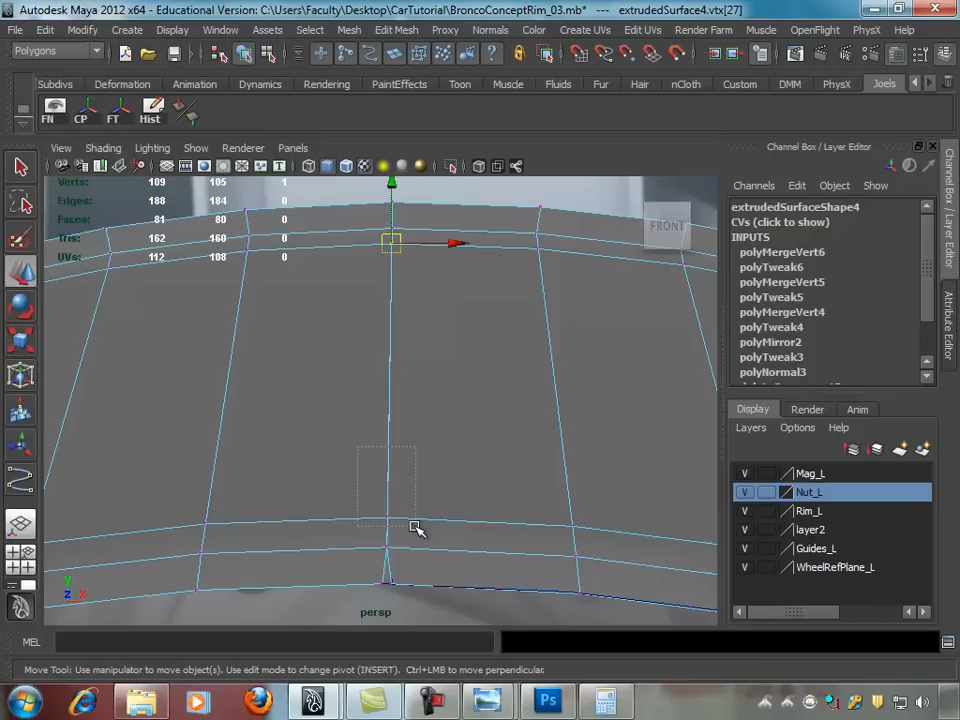 Autodesk Maya 2012 x64 - Educational Version: C:\Users\Faculty\Desktop\CarTutorial\BroncoConceptRim_03.mb* --- extrudedSurface4.vtx[27]
File Edit Modify Create Display Window Assets Select Mesh Edit Mesh Proxy Normals Color Create UVs Edit UVs Render Farm Muscle OpenFlight PhysX Help
Polygons
Subdivs Deformation Animation Dynamics Rendering PaintEffects Toon Muscle Fluids Fur Hair nCloth Custom DMM PhysX Joels
FN CP FT Hist
View Shading Lighting Show Renderer Panels
Channel Box / Layer Editor
Verts: 109 105 1
Edges: 188 184 0
Faces: 81 80 0
Tris: 162 160 0
UVs: 112 108 0
FRONT
Channels Edit Object Show
extrudedSurfaceShape4
CVs (click to show)
INPUTS
polyMergeVert6
polyTweak6
polyMergeVert5
polyTweak5
polyMergeVert4
polyTweak4
polyMirror2
polyTweak3
polyNormal3
Display Render Anim
Layers Options Help
V Mag_L
V Nut_L
V Rim_L
V layer2
V Guides_L
V WheelRefPlane_L
Channel Box / Layer Editor
Attribute Editor
y
z x
persp
MEL
Move Tool: Use manipulator to move object(s). Use edit mode to change pivot (INSERT). Ctrl+LMB to move perpendicular.
Ps